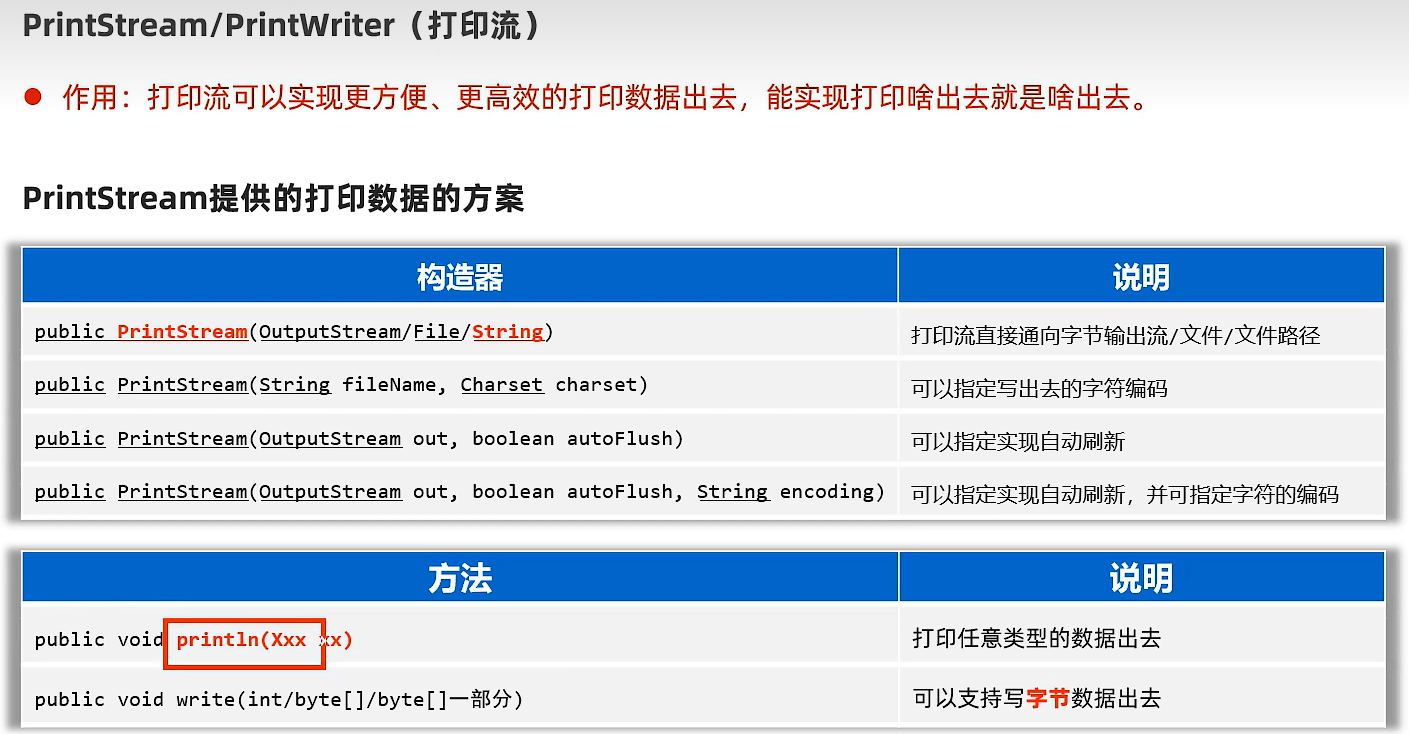 PrintStream/PrintWriter（打印流）
作用：打印流可以实现更方便、更高效的打印数据出去，能实现打印啥出去就是啥出去。
PrintStream提供的打印数据的方案
构造器 说明
public PrintStream(OutputStream/File/String) 打印流直接通向字节输出流/文件/文件路径
public PrintStream(String fileName, Charset charset) 可以指定写出去的字符编码
public PrintStream(OutputStream out, boolean autoFlush) 可以指定实现自动刷新
public PrintStream(OutputStream out, boolean autoFlush, String encoding) 可以指定实现自动刷新，并可指定字符的编码
方法 说明
public void println(Xxx xx) 打印任意类型的数据出去
public void write(int/byte[]/byte[]一部分) 可以支持写字节数据出去